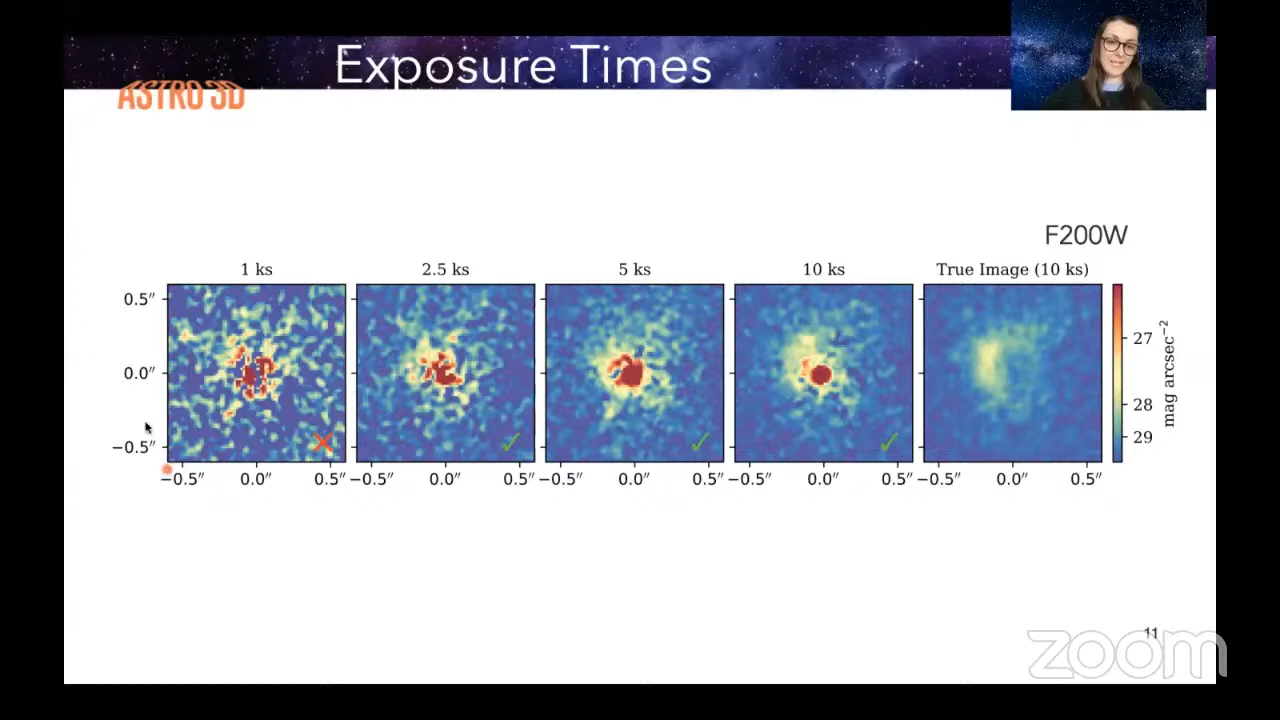 Exposure Times
ASTRO 3D
F200W
1 ks
2.5 ks
5 ks
10 ks
True Image (10 ks)
0.5″
0.0″
−0.5″
−0.5″ 0.0″ 0.5″
−0.5″ 0.0″ 0.5″
−0.5″ 0.0″ 0.5″
−0.5″ 0.0″ 0.5″
−0.5″ 0.0″ 0.5″
27
28
29
mag arcsec⁻²
11
zoom